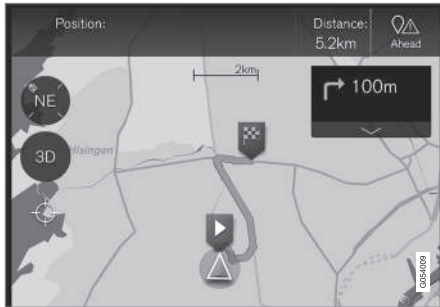 Position:
Distance:
5.2km
Ahead
2km
100m
NE
3D
Hisingen
G054009